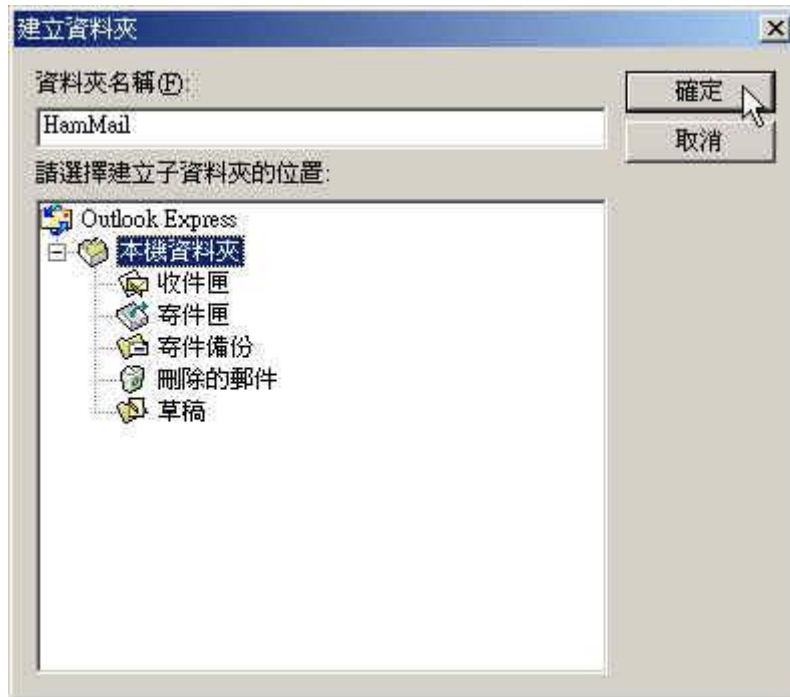 建立資料夾
資料夾名稱(F):
確定
HamMail
取消
請選擇建立子資料夾的位置:
Outlook Express
本機資料夾
收件匣
寄件匣
寄件備份
刪除的郵件
草稿